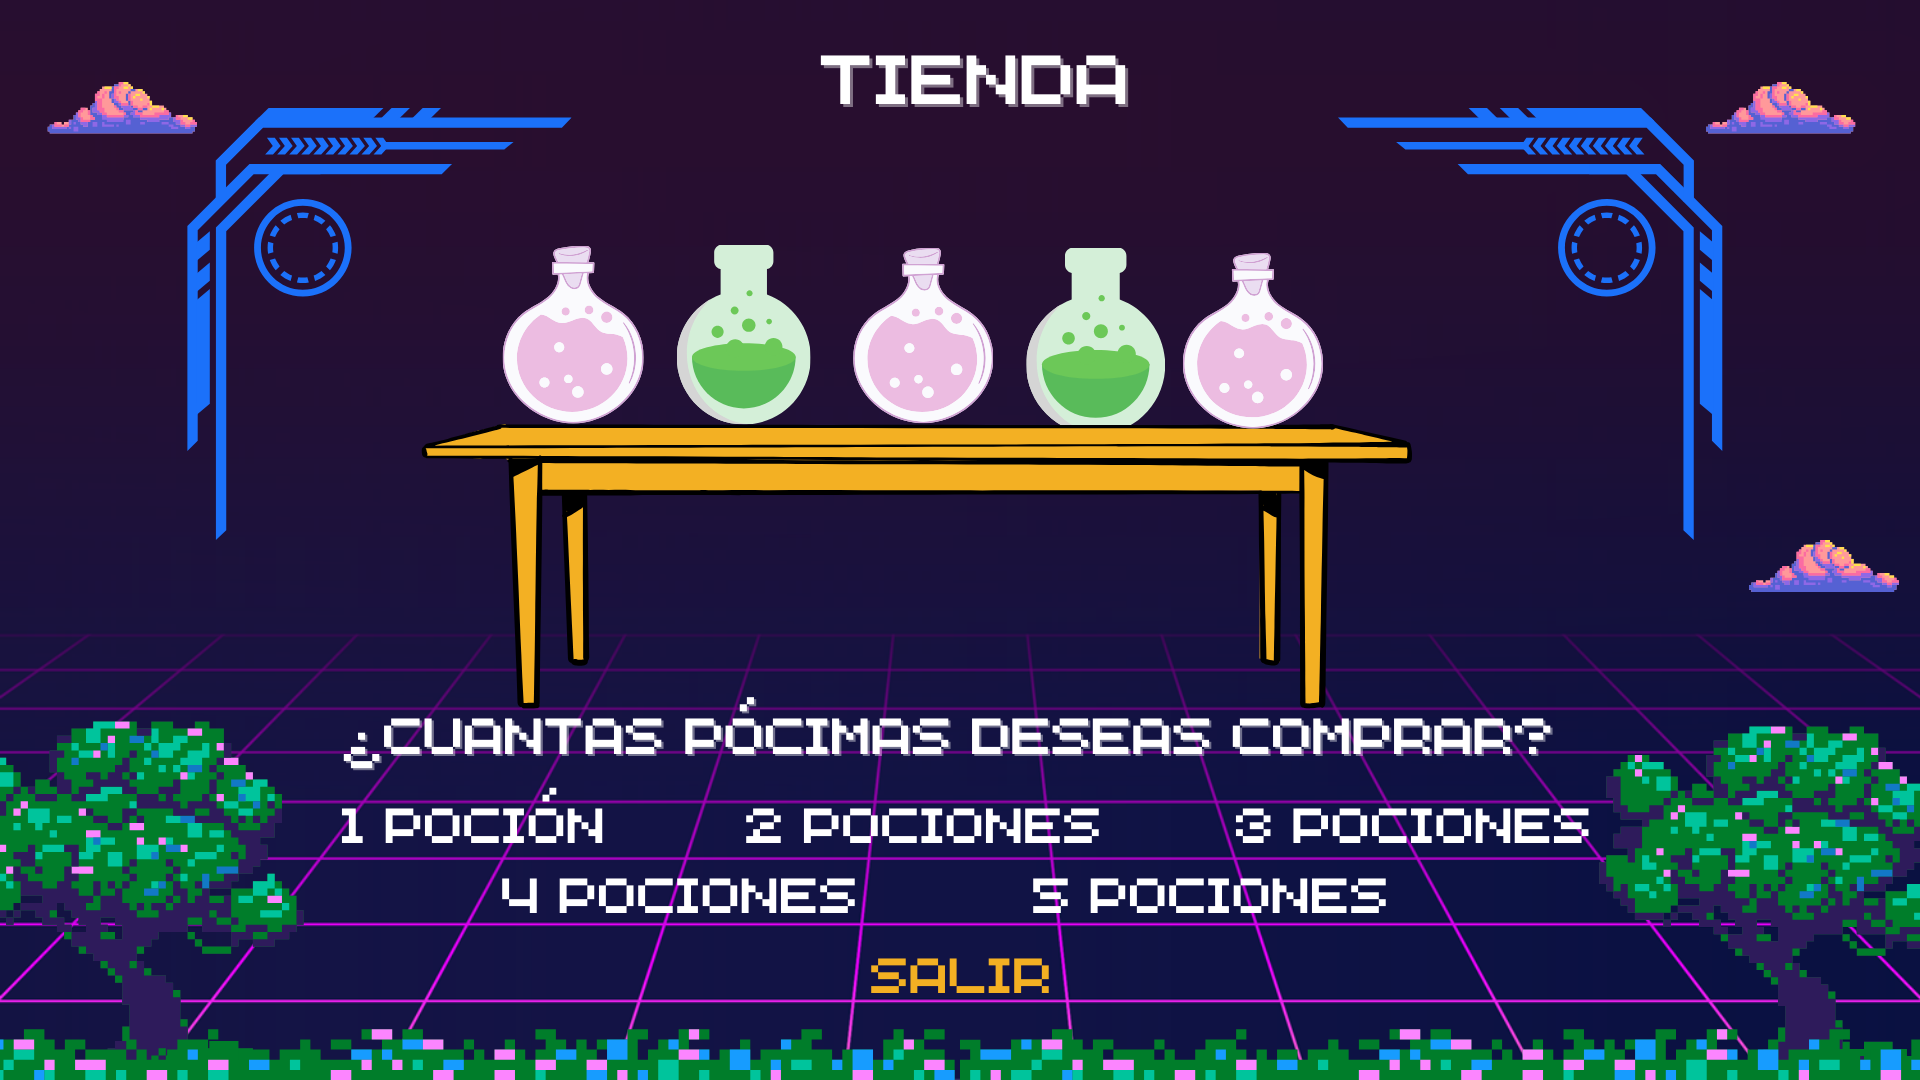 TIENDA
¿CUANTAS PÓCIMAS DESEAS COMPRAR?
1 POCIÓN 2 POCIONES 3 POCIONES
4 POCIONES 5 POCIONES
SALIR